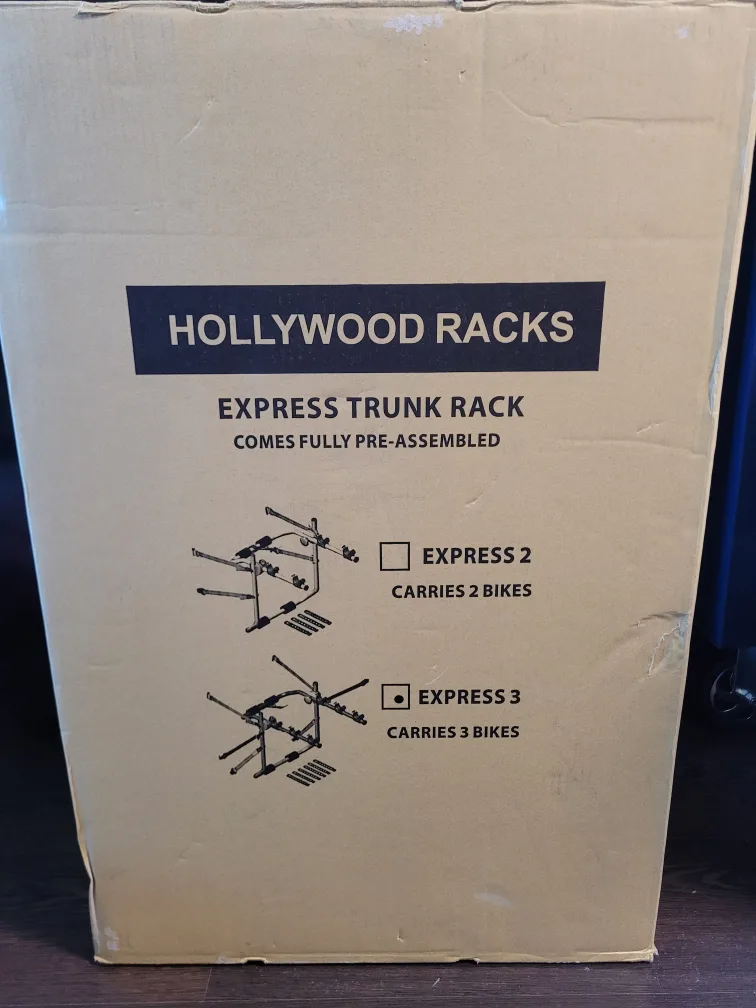 HOLLYWOOD RACKS
EXPRESS TRUNK RACK
COMES FULLY PRE-ASSEMBLED
EXPRESS 2
CARRIES 2 BIKES
EXPRESS 3
CARRIES 3 BIKES